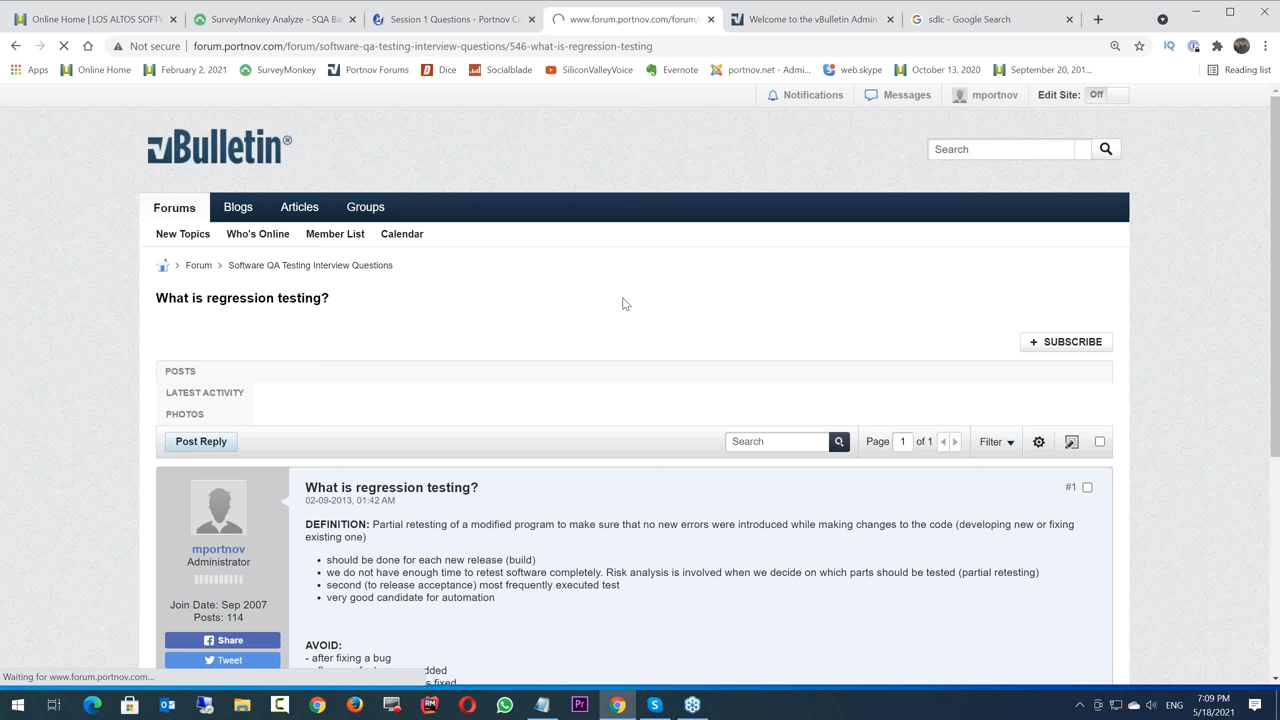 Online Home | LOS ALTOS SOFTW
SurveyMonkey Analyze - SQA Ba
Session 1 Questions - Portnov Co
www.forum.portnov.com/forum/
Welcome to the vBulletin Admin
sdlc - Google Search
Not secure
forum.portnov.com/forum/software-qa-testing-interview-questions/546-what-is-regression-testing
Apps
Online Home
February 2, 2021
SurveyMonkey
Portnov Forums
Dice
Socialblade
SiliconValleyVoice
Evernote
portnov.net - Admi...
web.skype
October 13, 2020
September 20, 201...
Reading list
Notifications
Messages
mportnov
Edit Site:
Off
vBulletin®
Search
Forums
Blogs
Articles
Groups
New Topics
Who's Online
Member List
Calendar
Forum
Software QA Testing Interview Questions
What is regression testing?
+ SUBSCRIBE
POSTS
LATEST ACTIVITY
PHOTOS
Post Reply
Search
Page 1 of 1
Filter
What is regression testing?
#1
02-09-2013, 01:42 AM
DEFINITION: Partial retesting of a modified program to make sure that no new errors were introduced while making changes to the code (developing new or fixing
existing one)
• should be done for each new release (build)
• we do not have enough time to retest software completely. Risk analysis is involved when we decide on which parts should be tested (partial retesting)
• second (to release acceptance) most frequently executed test
• very good candidate for automation
mportnov
Administrator
Join Date: Sep 2007
Posts: 114
Share
Tweet
AVOID:
- after fixing a bug
Waiting for www.forum.portnov.com...
ENG
7:09 PM
5/18/2021